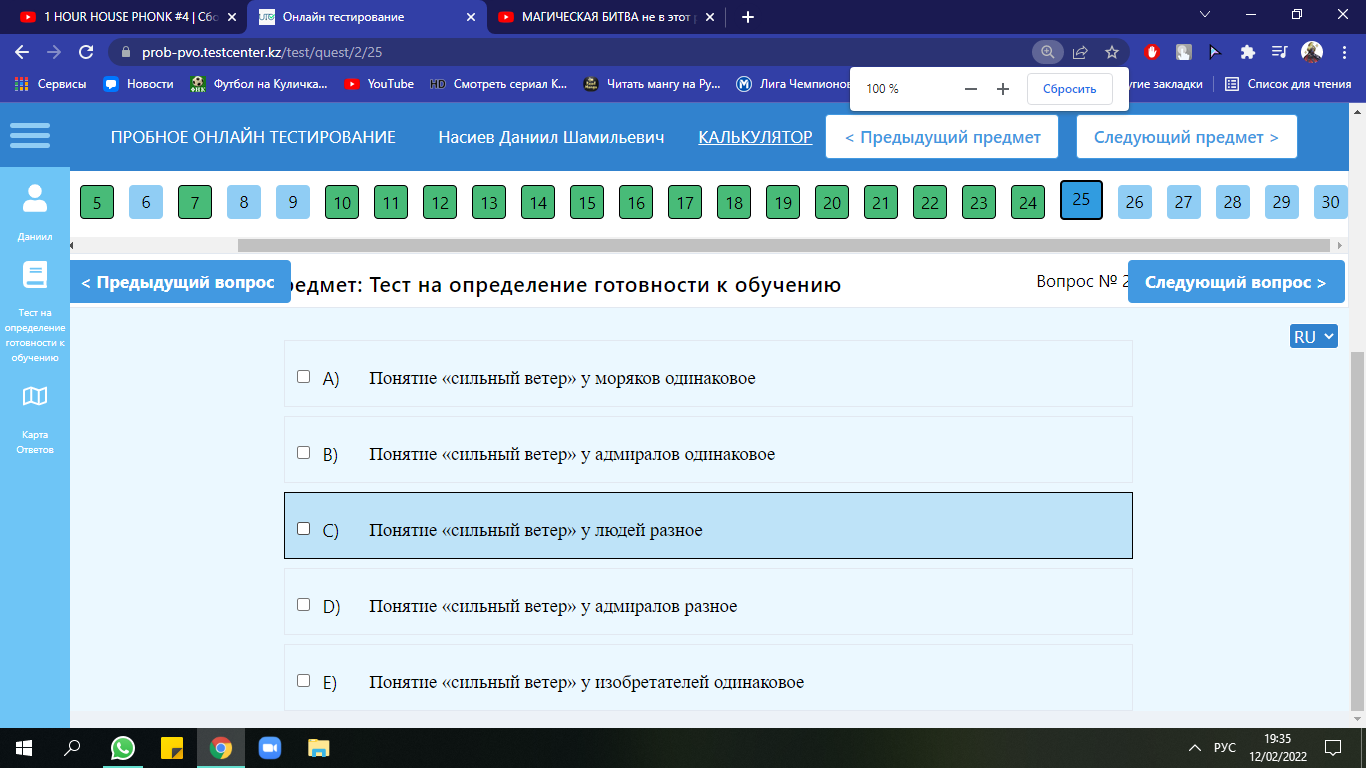 1 HOUR HOUSE PHONK #4 | Сбо
Онлайн тестирование
МАГИЧЕСКАЯ БИТВА не в этот р
prob-pvo.testcenter.kz/test/quest/2/25
Сервисы
Новости
Футбол на Куличка...
YouTube
HD Смотреть сериал К...
Читать мангу на Ру...
Лига Чемпионо
угие закладки
Список для чтения
100 %
Сбросить
ПРОБНОЕ ОНЛАЙН ТЕСТИРОВАНИЕ
Насиев Даниил Шамильевич
КАЛЬКУЛЯТОР
< Предыдущий предмет
Следующий предмет >
5 6 7 8 9 10 11 12 13 14 15 16 17 18 19 20 21 22 23 24 25 26 27 28 29 30
Даниил
Тест на
определение
готовности к
обучению
Карта
Ответов
< Предыдущий вопрос
редмет: Тест на определение готовности к обучению
Вопрос № 2
Следующий вопрос >
RU
A) Понятие «сильный ветер» у моряков одинаковое
B) Понятие «сильный ветер» у адмиралов одинаковое
C) Понятие «сильный ветер» у людей разное
D) Понятие «сильный ветер» у адмиралов разное
E) Понятие «сильный ветер» у изобретателей одинаковое
РУС
19:35
12/02/2022